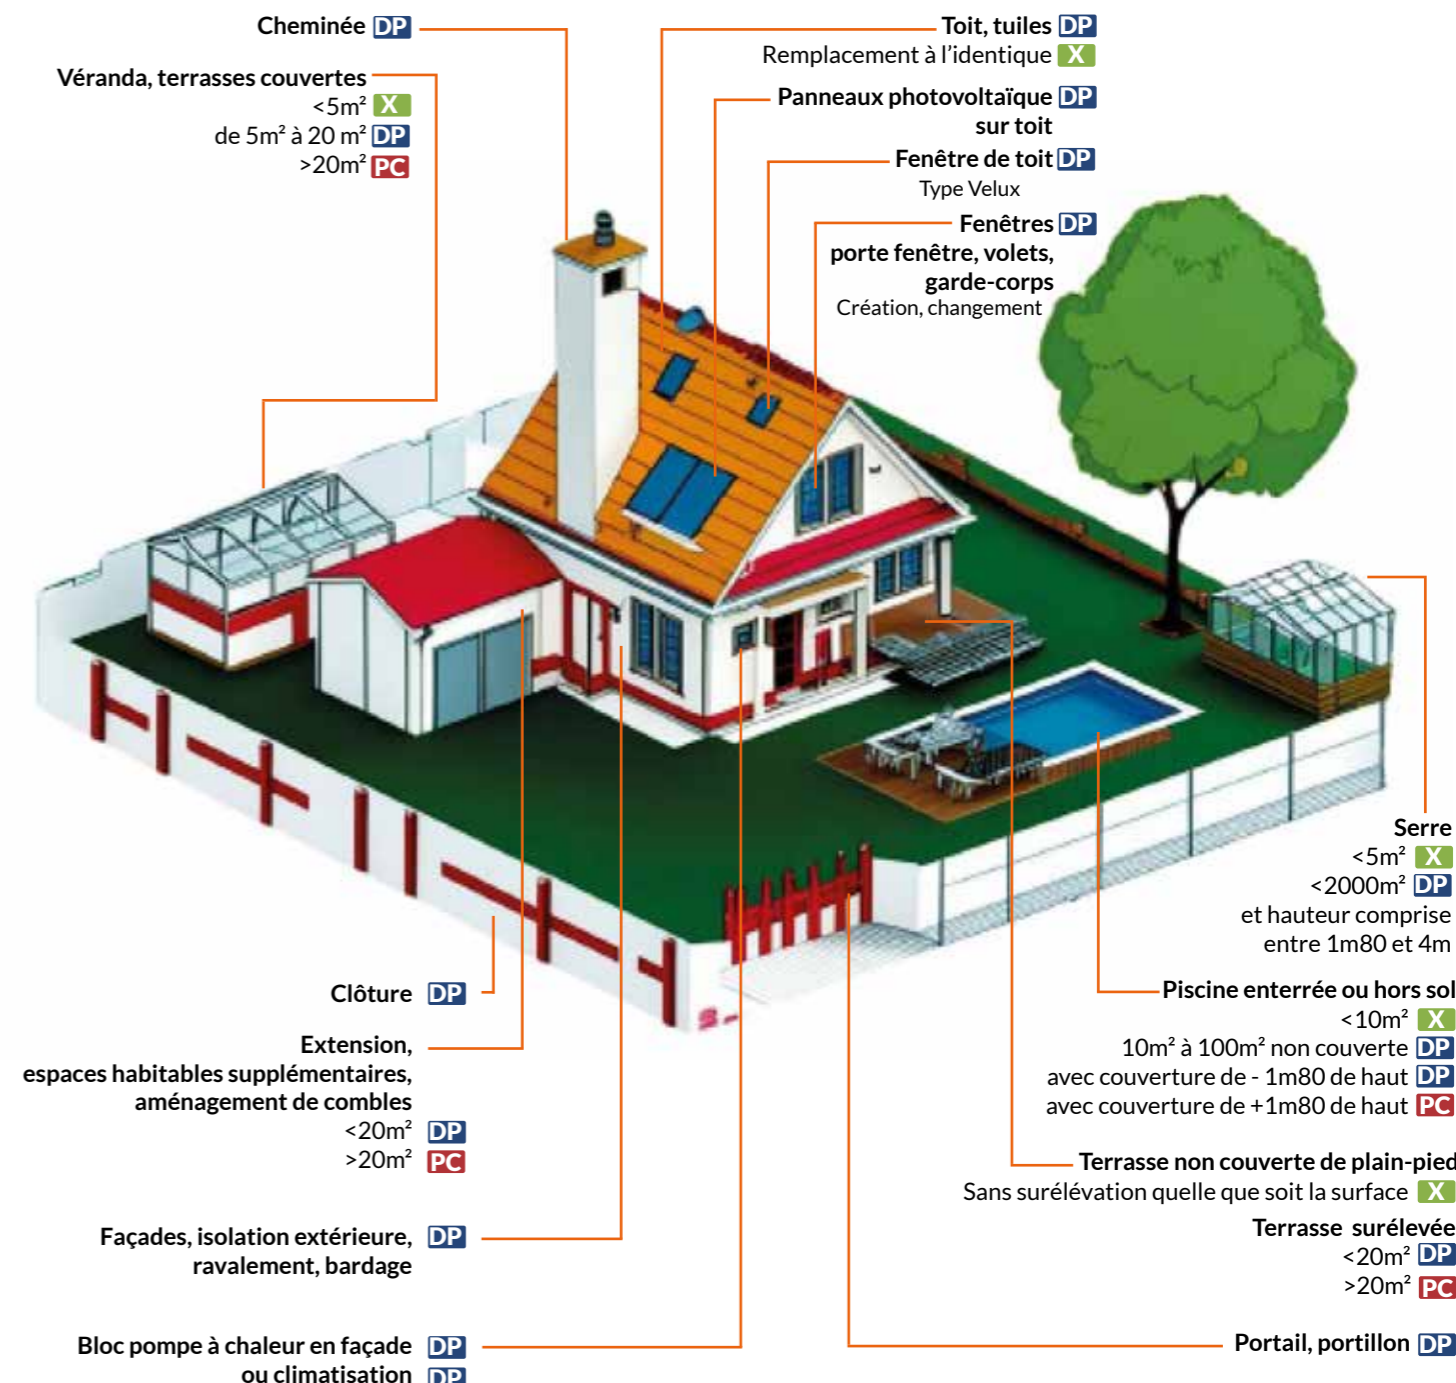 Cheminée DP
Véranda, terrasses couvertes
<5m² X
de 5m² à 20 m² DP
>20m² PC
Toit, tuiles DP
Remplacement à l'identique X
Panneaux photovoltaïque DP
sur toit
Fenêtre de toit DP
Type Velux
Fenêtres DP
porte fenêtre, volets,
garde-corps
Création, changement
Serre
<5m² X
<2000m² DP
et hauteur comprise
entre 1m80 et 4m
Clôture DP
Extension,
espaces habitables supplémentaires,
aménagement de combles
<20m² DP
>20m² PC
Façades, isolation extérieure, DP
ravalement, bardage
Bloc pompe à chaleur en façade DP
ou climatisation DP
Piscine enterrée ou hors sol
<10m² X
10m² à 100m² non couverte DP
avec couverture de - 1m80 de haut DP
avec couverture de +1m80 de haut PC
Terrasse non couverte de plain-pied
Sans surélévation quelle que soit la surface X
Terrasse surélevée
<20m² DP
>20m² PC
Portail, portillon DP